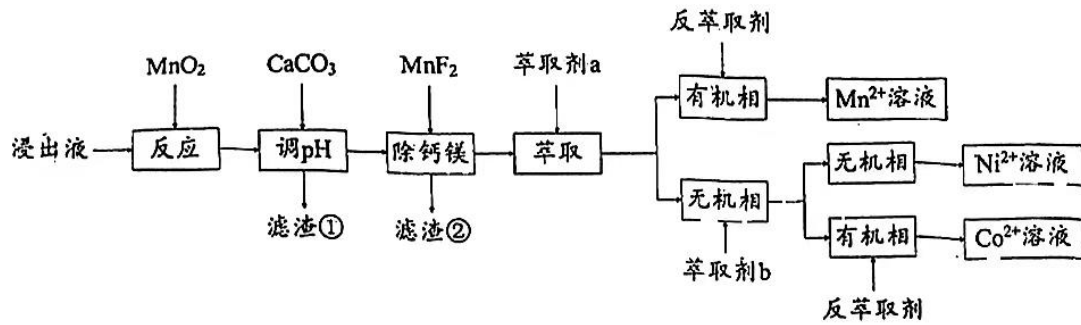 反萃取剂
MnO₂ CaCO₃ MnF₂ 萃取剂a
有机相 Mn²⁺溶液
浸出液 反应 调pH 除钙镁 萃取
无机相 Ni²⁺溶液
滤渣① 滤渣② 无机相
有机相 Co²⁺溶液
萃取剂b
反萃取剂